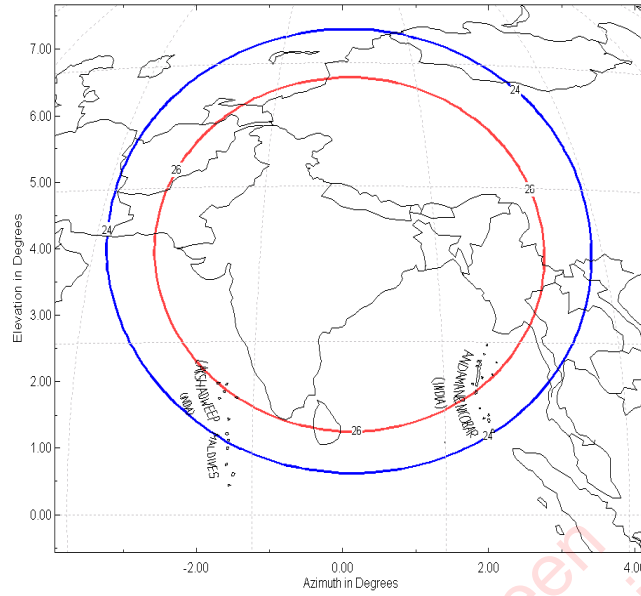 7.00
6.00
5.00
4.00
3.00
2.00
1.00
0.00
Elevation in Degrees
24
24
24
26
26
26
26
LAKSHADWEEP
(INDIA)
MALDIVES
ANDAMAN & NICOBAR
(INDIA)
24
-2.00
0.00
2.00
4.00
Azimuth in Degrees
een